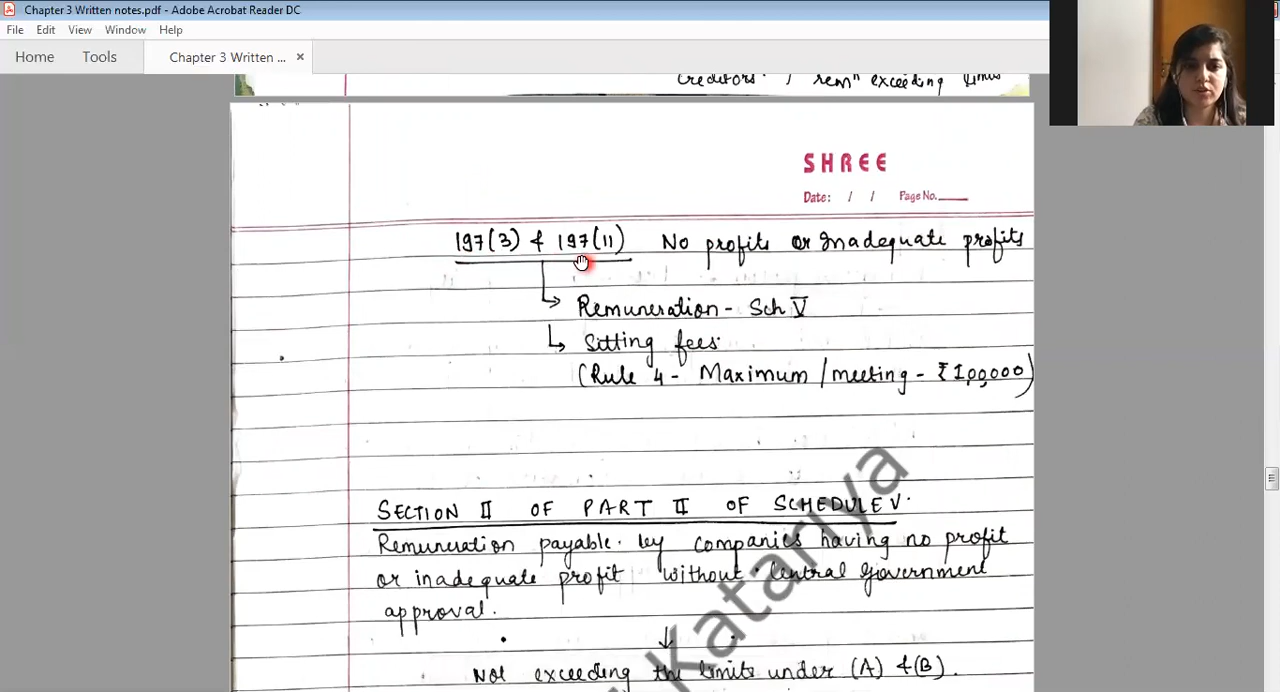 Chapter 3 Written notes.pdf - Adobe Acrobat Reader DC
File Edit View Window Help
Home Tools Chapter 3 Written ... ×
creditors. / remⁿ exceeding limits
SHREE
Date: / / Page No.
197(3) & 197(11) No profits or Inadequate profits
↳ Remuneration - Sch V
↳ Sitting fees.
(Rule 4 - Maximum / meeting - ₹1,00,000)
SECTION II OF PART II OF SCHEDULE V.
Remuneration payable by companies having no profit
or inadequate profit without Central Government
approval.
↓
Not exceeding the limits under (A) & (B).
Katariya